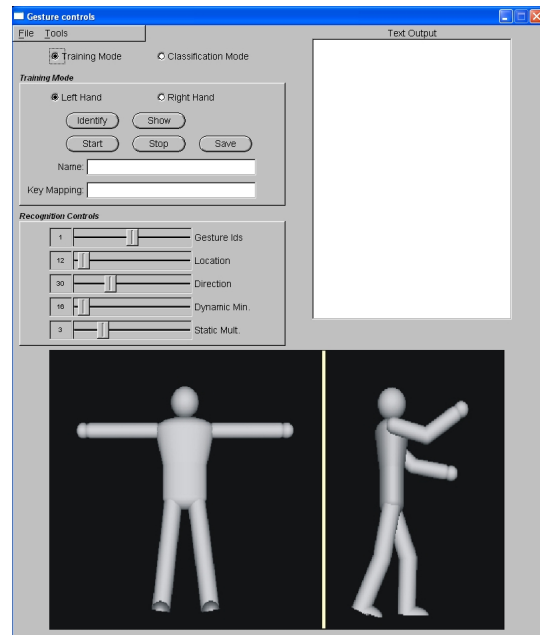 Gesture controls
File Tools
Text Output
Training Mode Classification Mode
Training Mode
Left Hand Right Hand
Identify Show
Start Stop Save
Name:
Key Mapping:
Recognition Controls
1 Gesture Ids
12 Location
30 Direction
16 Dynamic Min.
3 Static Mult.